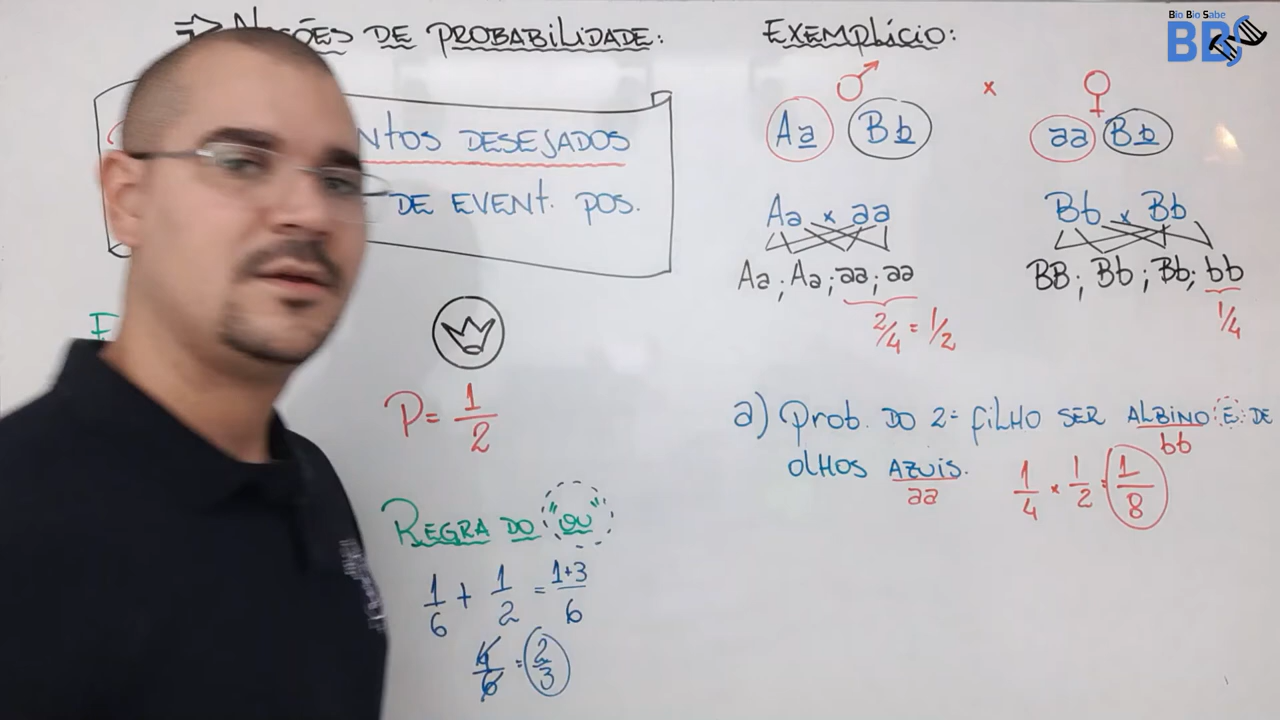 DE PROBABILIDADE:
NTOS DESEJADOS
DE EVENT. POS.
P= 1/2
REGRA DO "OU"
1/6 + 1/2 = 1+3/6
4/6 = 2/3
EXEMPLÍCIO:
♂ x ♀
Aa Bb aa Bb
Aa x aa
Aa; Aa; aa; aa
2/4 = 1/2
Bb x Bb
BB; Bb; Bb; bb
1/4
a) Prob. DO 2º FILHO SER ALBINO E DE
bb
OLHOS AZUIS.
aa
1/4 x 1/2 = 1/8
Bio Bio Sabe
BBS